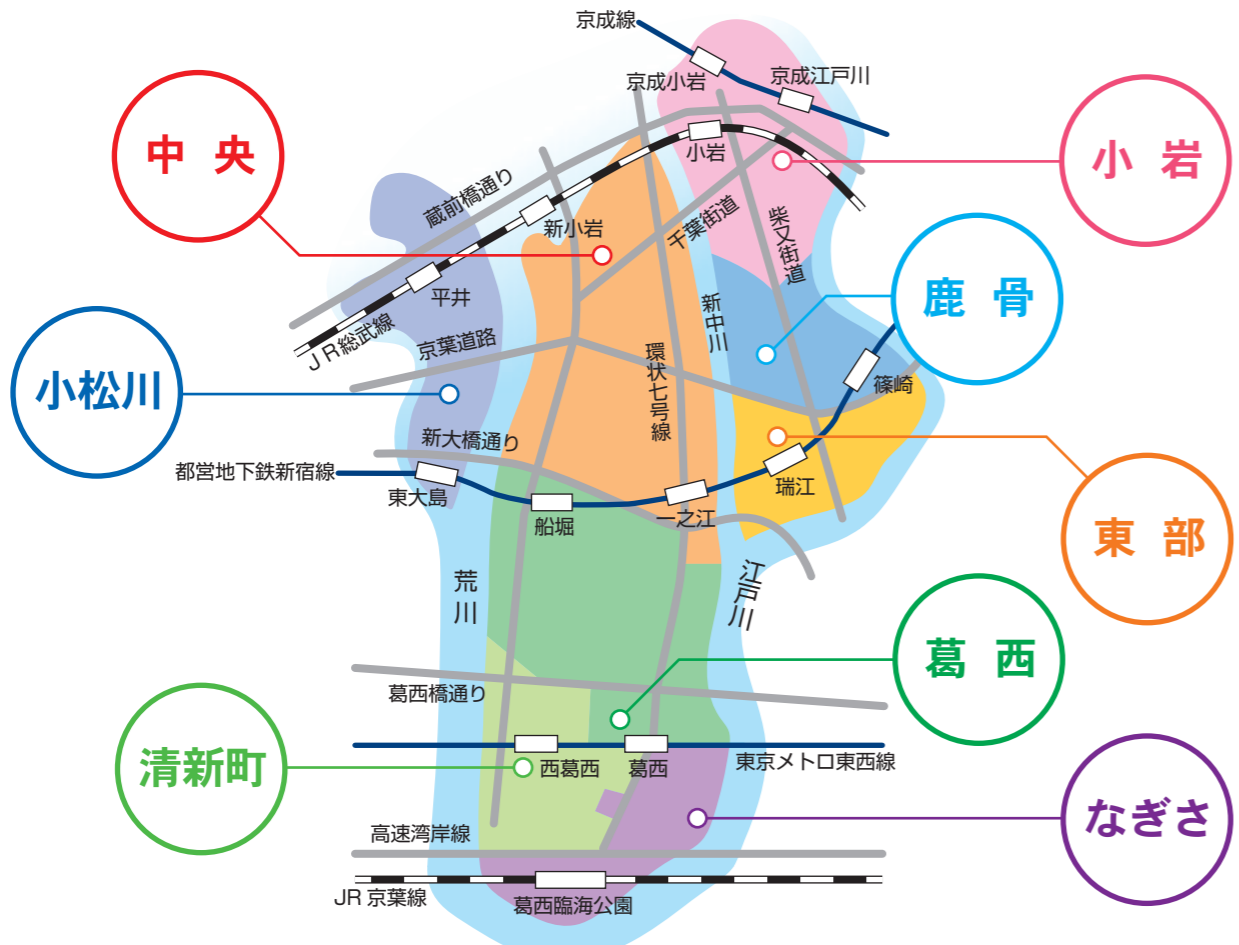 京成線
京成小岩
京成江戸川
中央
小岩
小岩
蔵前橋通り
新小岩
千葉街道
柴又街道
平井
JR総武線
鹿骨
新中川
京葉道路
環状七号線
篠崎
小松川
新大橋通り
都営地下鉄新宿線
東大島
船堀
一之江
瑞江
東部
荒川
江戸川
葛西
葛西橋通り
清新町
西葛西
葛西
東京メトロ東西線
なぎさ
高速湾岸線
JR 京葉線
葛西臨海公園